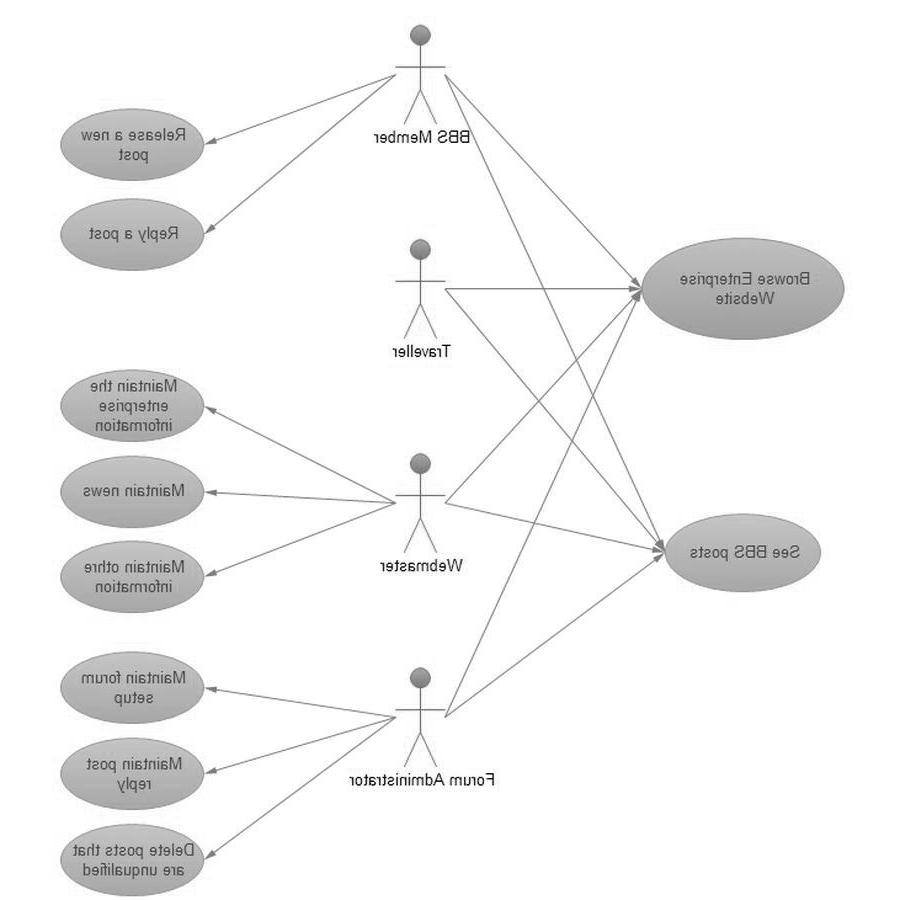 BBS Member
Release a new
post
Reply a post
Browse Enterprise
Website
Traveller
Maintain the
enterprise
information
Maintain news
Maintain othre
information
Webmaster
See BBS posts
Maintain forum
setup
Maintain post
reply
Delete posts that
are unqualified
Forum Administrator